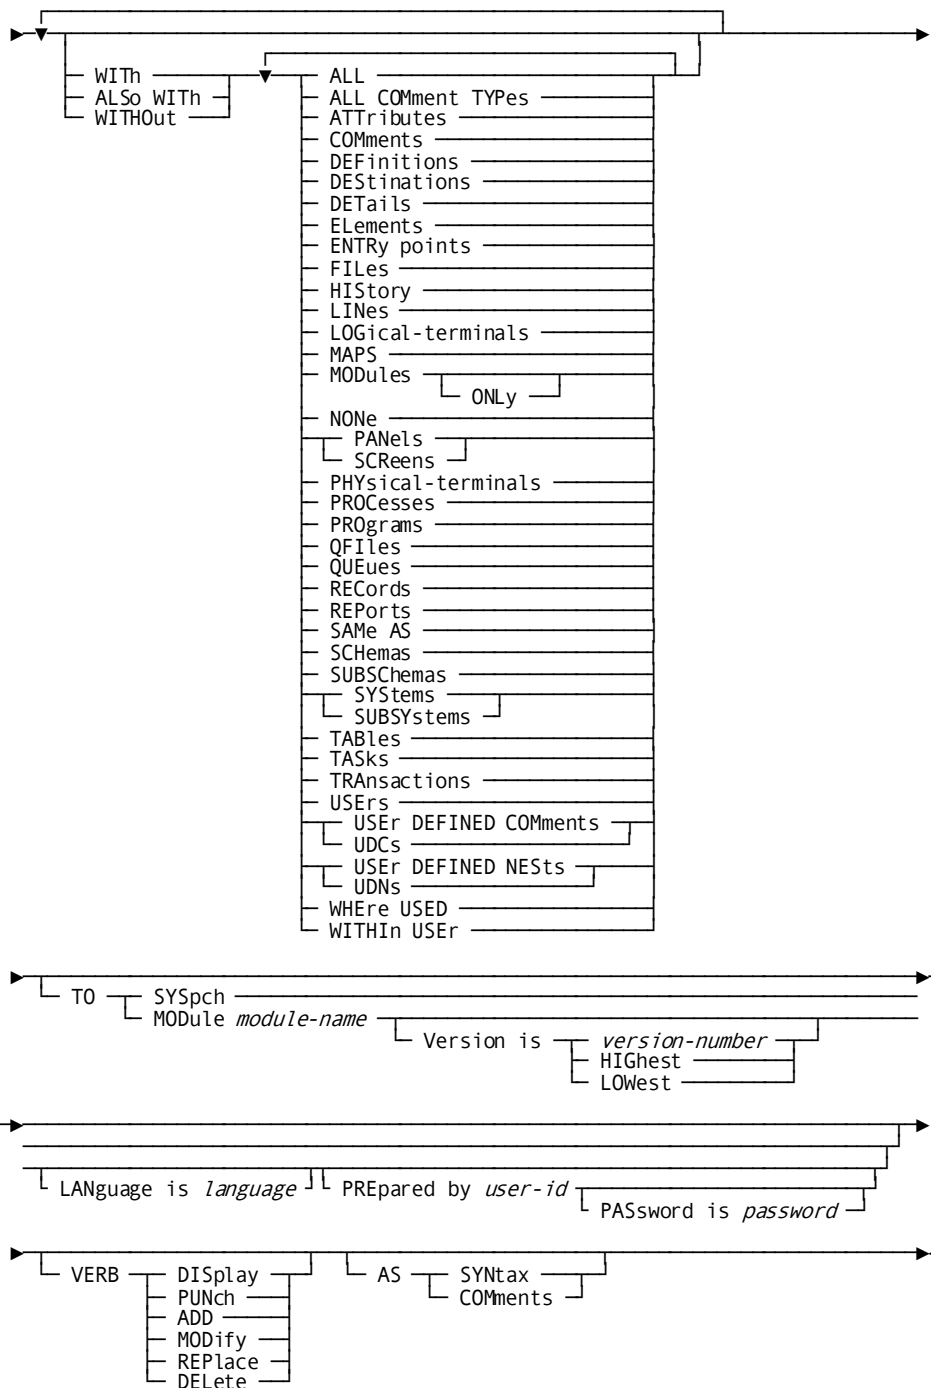 WITh
ALSo WITh
WITHOut
ALL
ALL COMment TYPes
ATTributes
COMments
DEFinitions
DEStinations
DETails
ELements
ENTRy points
FILes
HIStory
LINes
LOGical-terminals
MAPS
MODules
ONLy
NONe
PANels
SCReens
PHYsical-terminals
PROCesses
PROgrams
QFIles
QUEues
RECords
REPorts
SAMe AS
SCHemas
SUBSChemas
SYStems
SUBSYstems
TABles
TASks
TRAnsactions
USErs
USEr DEFINED COMments
UDCs
USEr DEFINED NESts
UDNs
WHEre USED
WITHIn USEr
TO SYSpch
MODule module-name
Version is version-number
HIGhest
LOWest
LANguage is language PREpared by user-id
PASsword is password
VERB DISplay AS SYNtax
PUNch COMments
ADD
MODify
REPlace
DELete